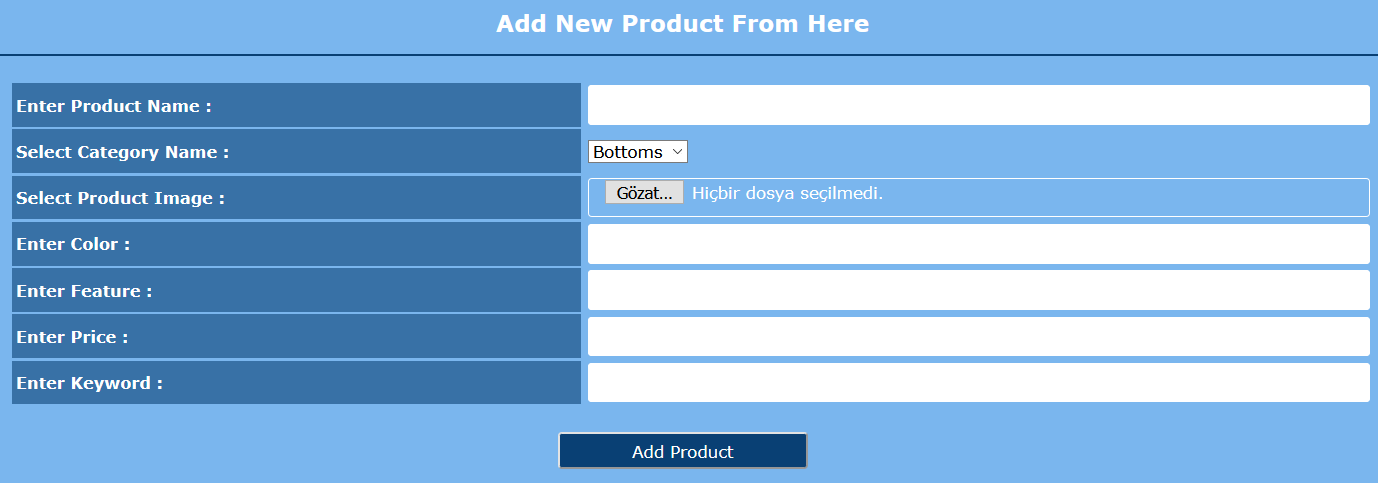 Add New Product From Here
Enter Product Name :
Select Category Name : Bottoms
Select Product Image : Gözat... Hiçbir dosya seçilmedi.
Enter Color :
Enter Feature :
Enter Price :
Enter Keyword :
Add Product